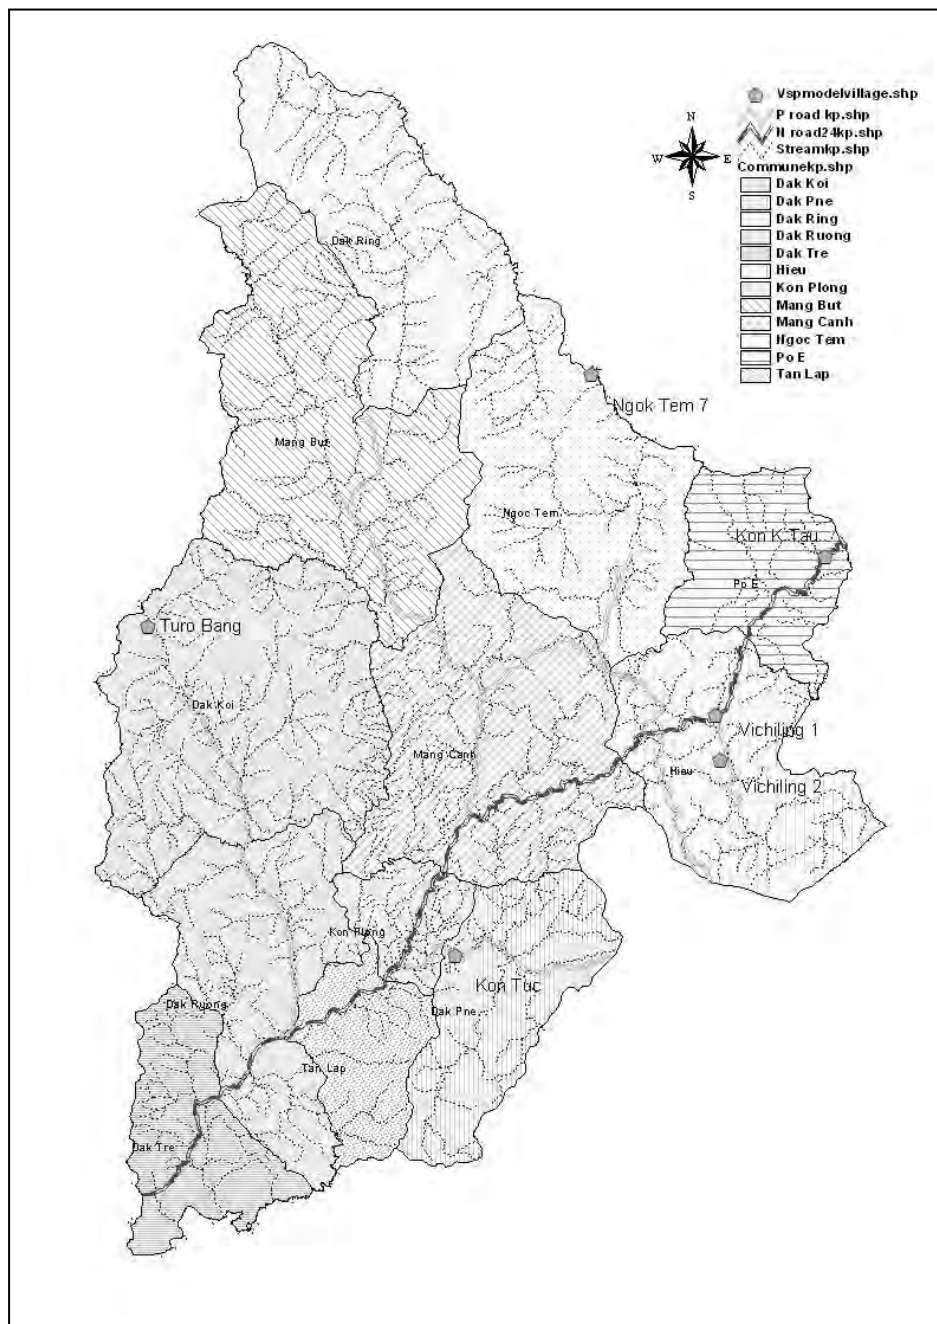 Vspmodelvillage.shp
P road kp.shp
N road24kp.shp
Streamkp.shp
Communekp.shp
Dak Koi
Dak Pne
Dak Ring
Dak Ruong
Dak Tre
Hieu
Kon Plong
Mang But
Mang Canh
Ngoc Tem
Po E
Tan Lap
N
W
E
S
Dak Ring
Ngok Tem 7
Mang But
Ngoc Tem
Kon K Tau
Po E
Turo Bang
Dak Koi
Vichiling 1
Mang Canh
Hieu
Vichiling 2
Kon Plong
Kon Tuc
Dak Ruong
Dak Pne
Tan Lap
Dak Tre